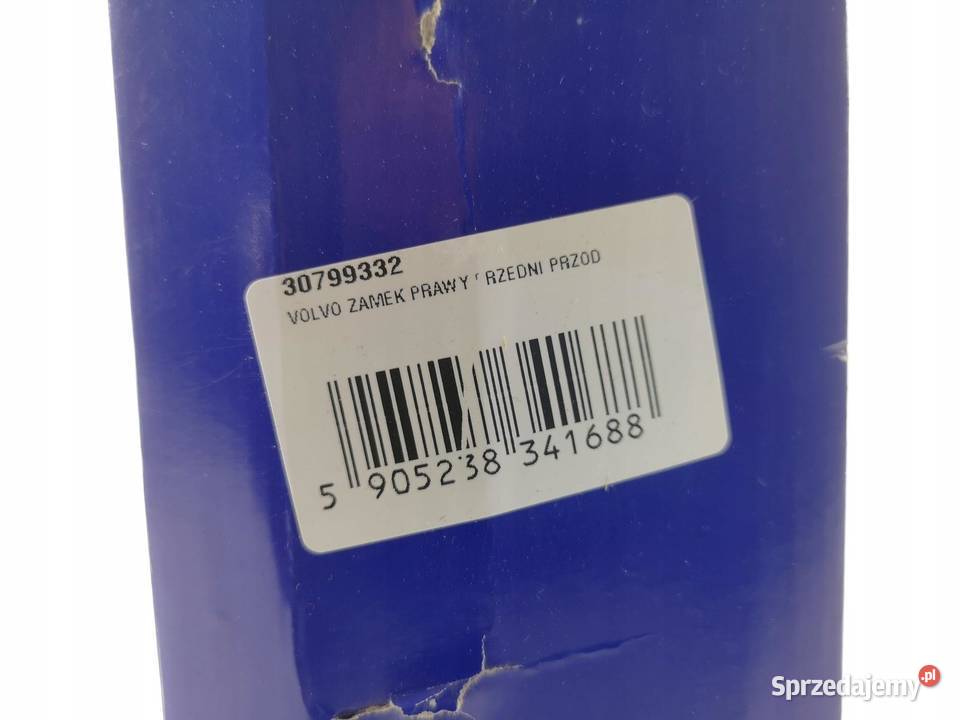 30799332
VOLVO ZAMEK PRAWY RZEDNI PRZOD
5 905238 341688
Sprzedajemy.pl